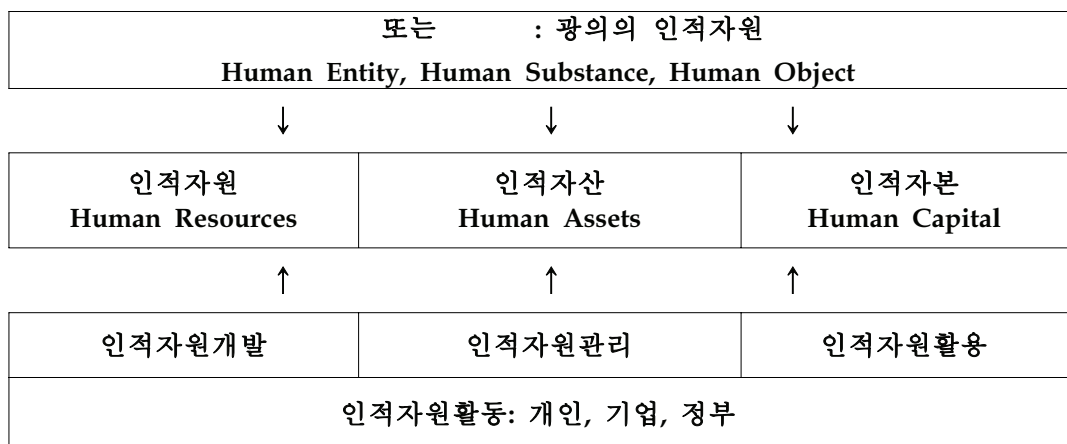 또는 : 광의의 인적자원
Human Entity, Human Substance, Human Object
↓ ↓ ↓
인적자원 인적자산 인적자본
Human Resources Human Assets Human Capital
↑ ↑ ↑
인적자원개발 인적자원관리 인적자원활용
인적자원활동: 개인, 기업, 정부